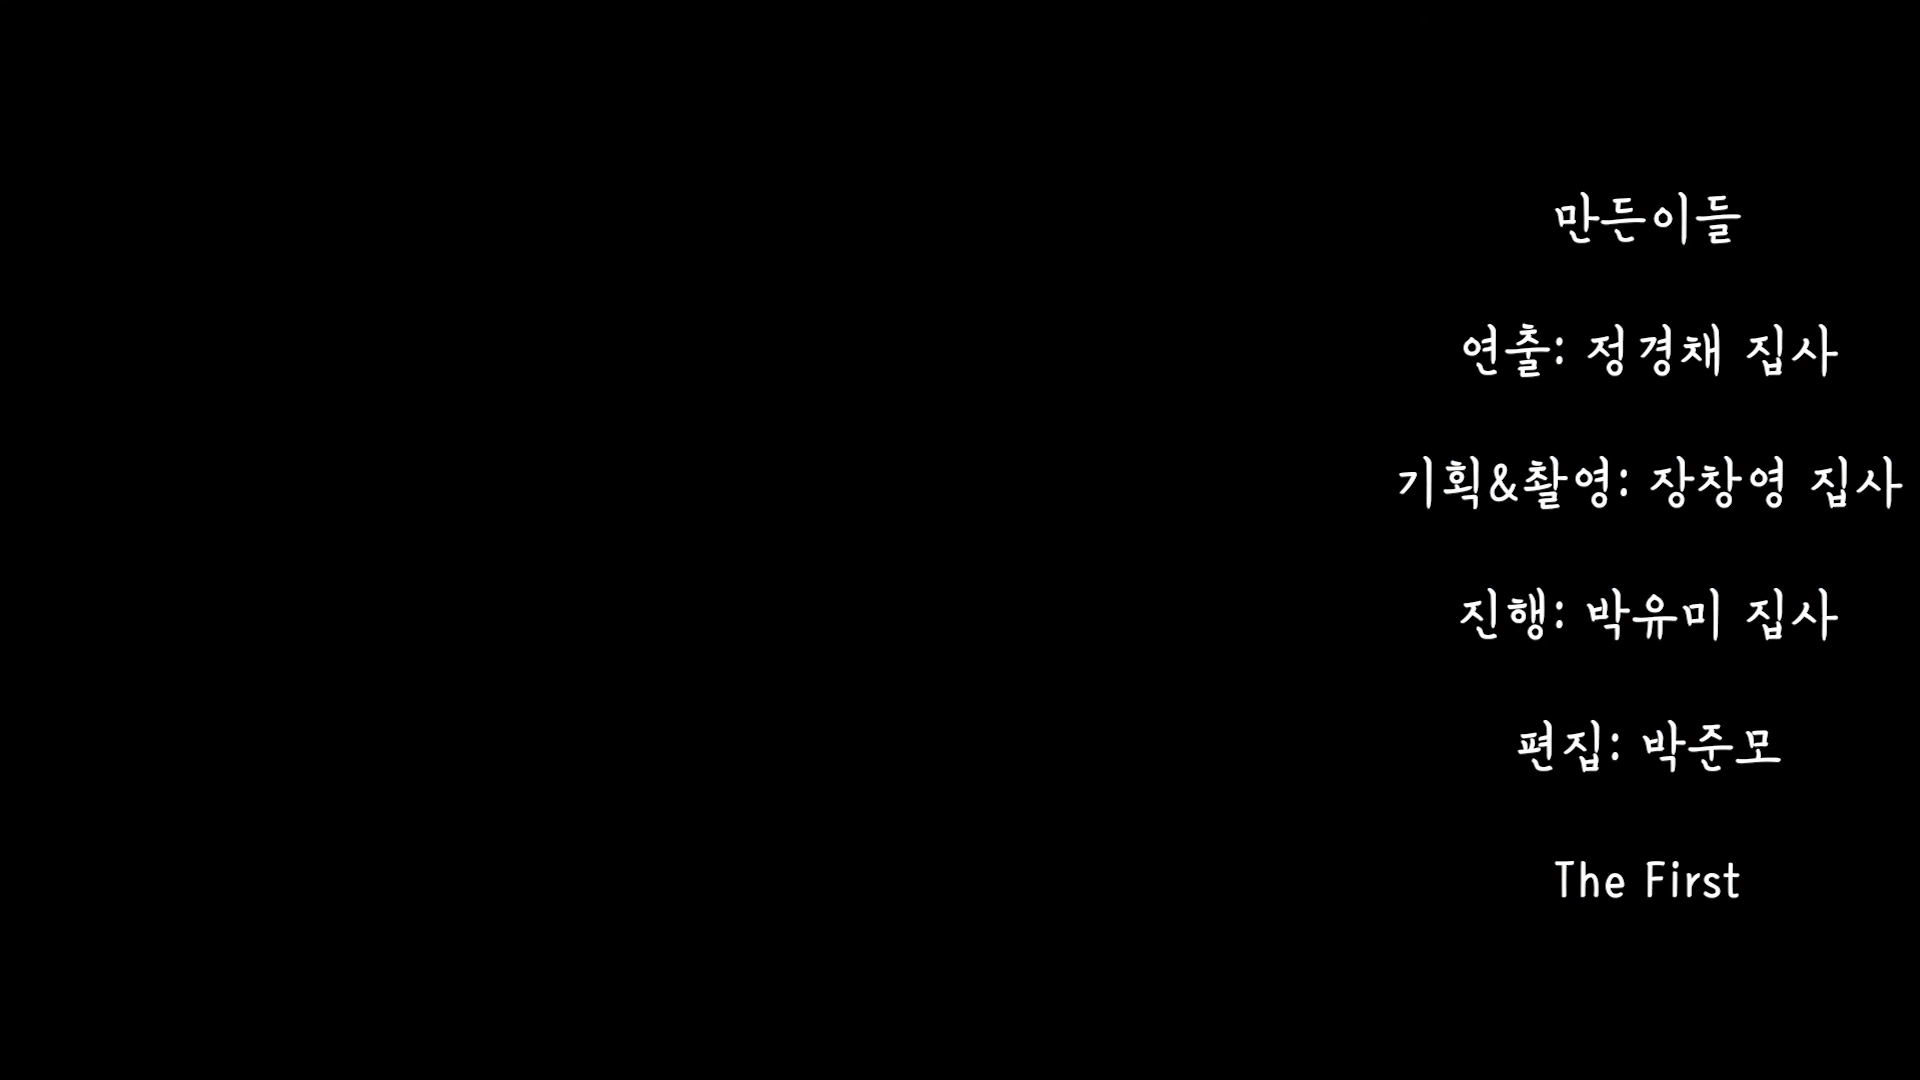 만든이들
연출: 정경채 집사
기획&촬영: 장창영 집사
진행: 박유미 집사
편집: 박준모
The First